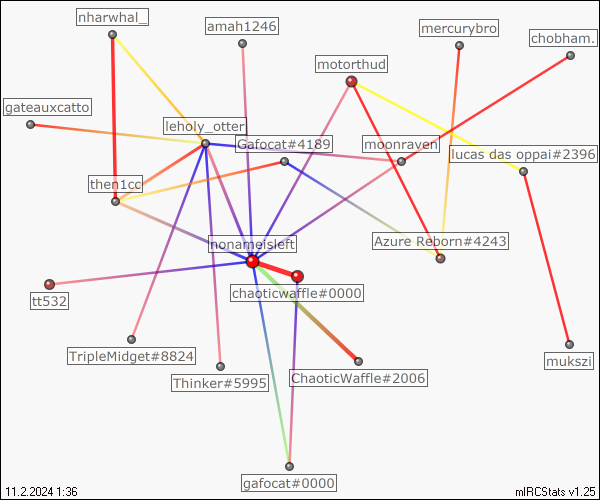 nharwhal_
amah1246
mercurybro
chobham.
motorthud
gateauxcatto
leholy_otter
Gafocat#4189
moonraven
lucas das oppai#2396
then1cc
nonameisleft
Azure Reborn#4243
chaoticwaffle#0000
tt532
TripleMidget#8824
Thinker#5995
ChaoticWaffle#2006
mukszi
gafocat#0000
11.2.2024 1:36
mIRCStats v1.25